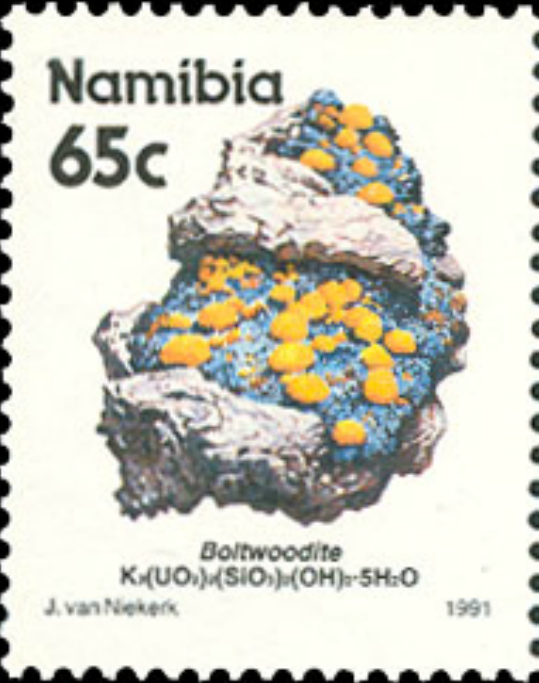 Namibia
65c
Boltwoodite
K₂(UO₂)₂(SiO₃)₂(OH)₂·5H₂O
J. van Niekerk 1991